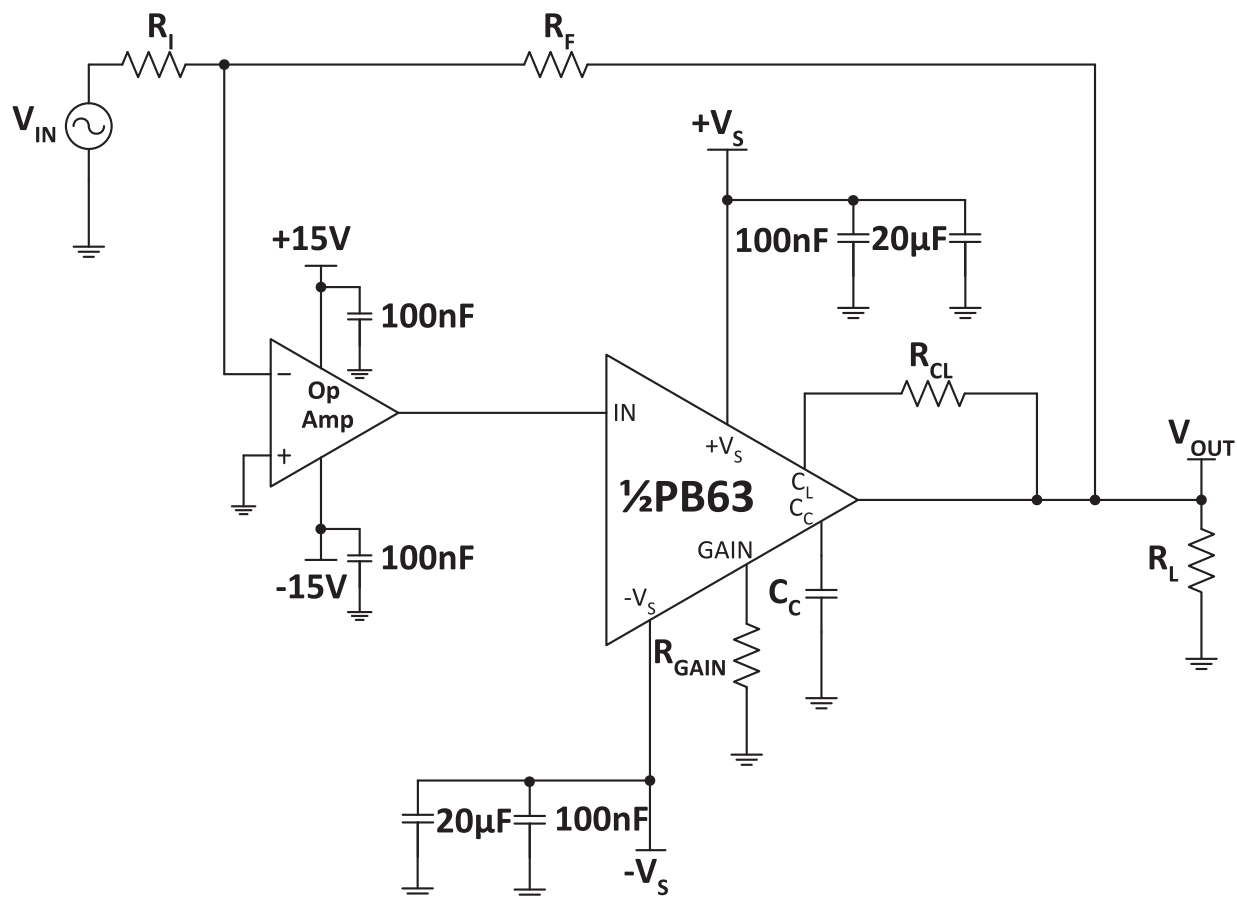 R_I
R_F
V_IN
+V_S
100nF
20µF
+15V
100nF
R_CL
Op
Amp
−
+
IN
+V_S
V_OUT
½PB63
C_L
C_C
GAIN
-V_S
100nF
-15V
C_C
R_L
R_GAIN
20µF
100nF
-V_S